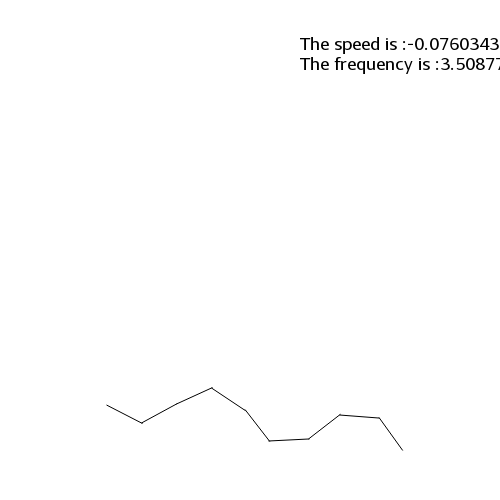 The speed is :-0.0760343
The frequency is :3.50877